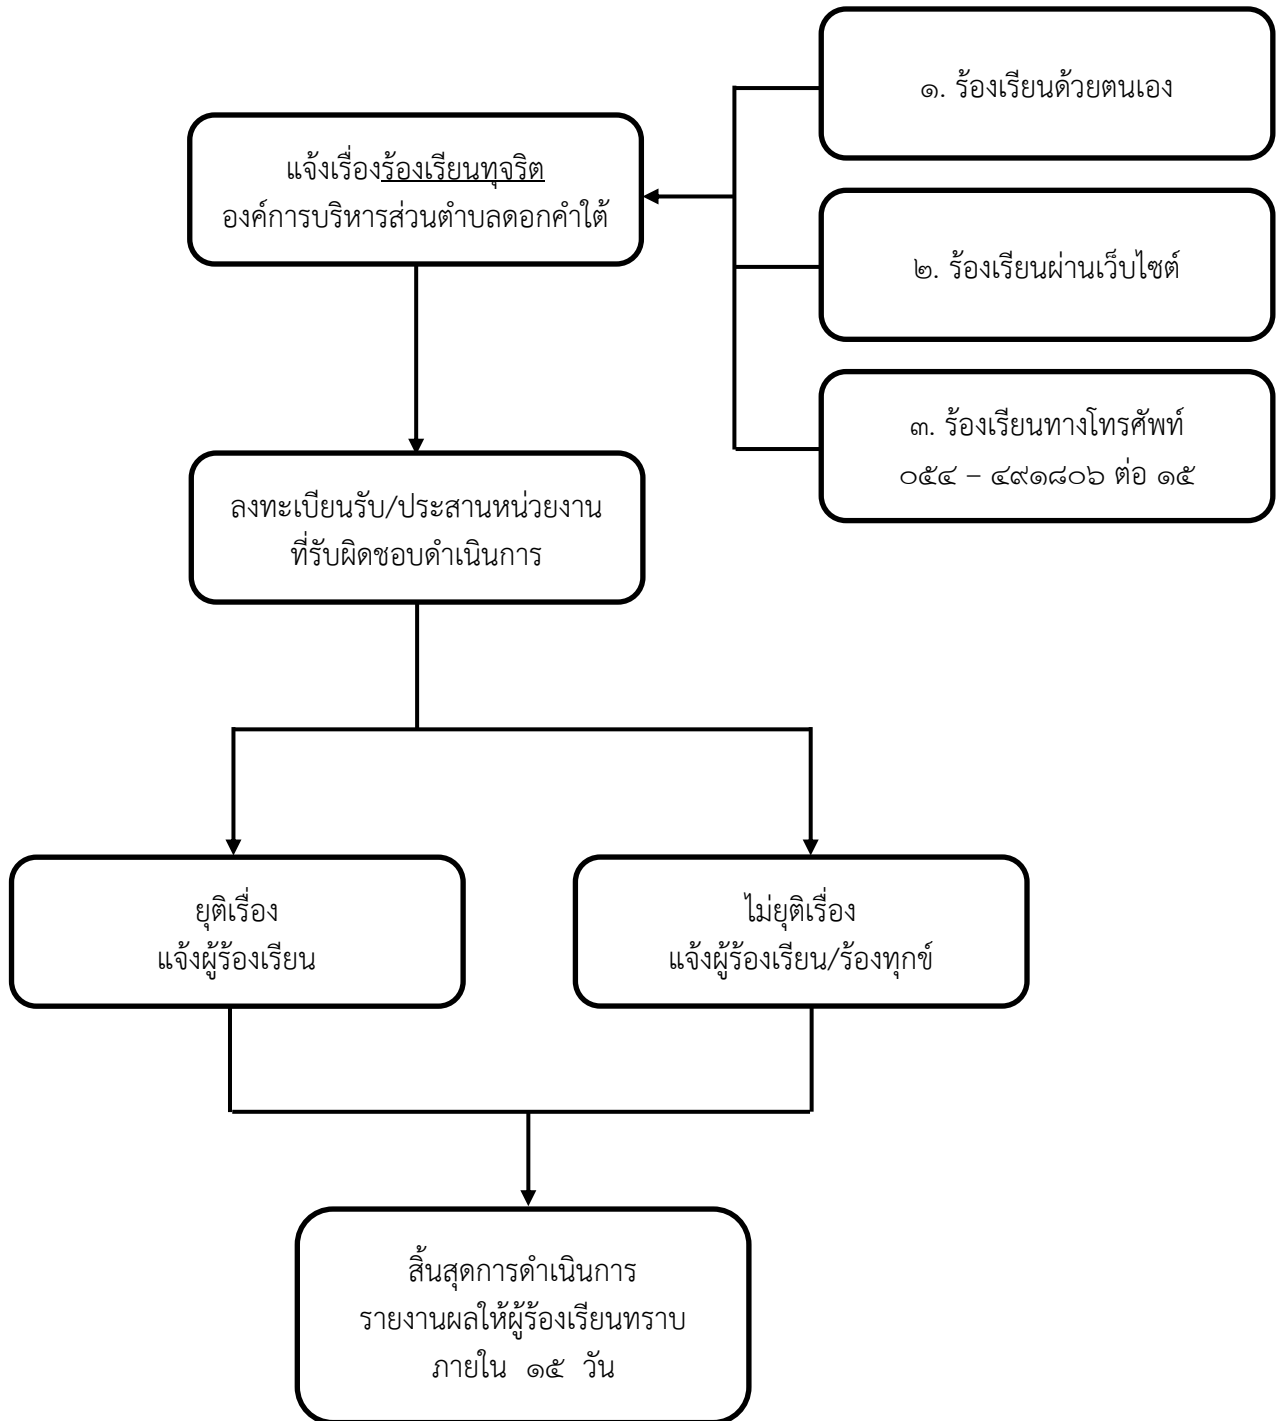 ๑. ร้องเรียนด้วยตนเอง
แจ้งเรื่องร้องเรียนทุจริต
องค์การบริหารส่วนตำบลดอกคำใต้
๒. ร้องเรียนผ่านเว็บไซต์
๓. ร้องเรียนทางโทรศัพท์
๐๕๔ – ๔๙๑๘๐๖ ต่อ ๑๕
ลงทะเบียนรับ/ประสานหน่วยงาน
ที่รับผิดชอบดำเนินการ
ยุติเรื่อง
แจ้งผู้ร้องเรียน
ไม่ยุติเรื่อง
แจ้งผู้ร้องเรียน/ร้องทุกข์
สิ้นสุดการดำเนินการ
รายงานผลให้ผู้ร้องเรียนทราบ
ภายใน ๑๕ วัน